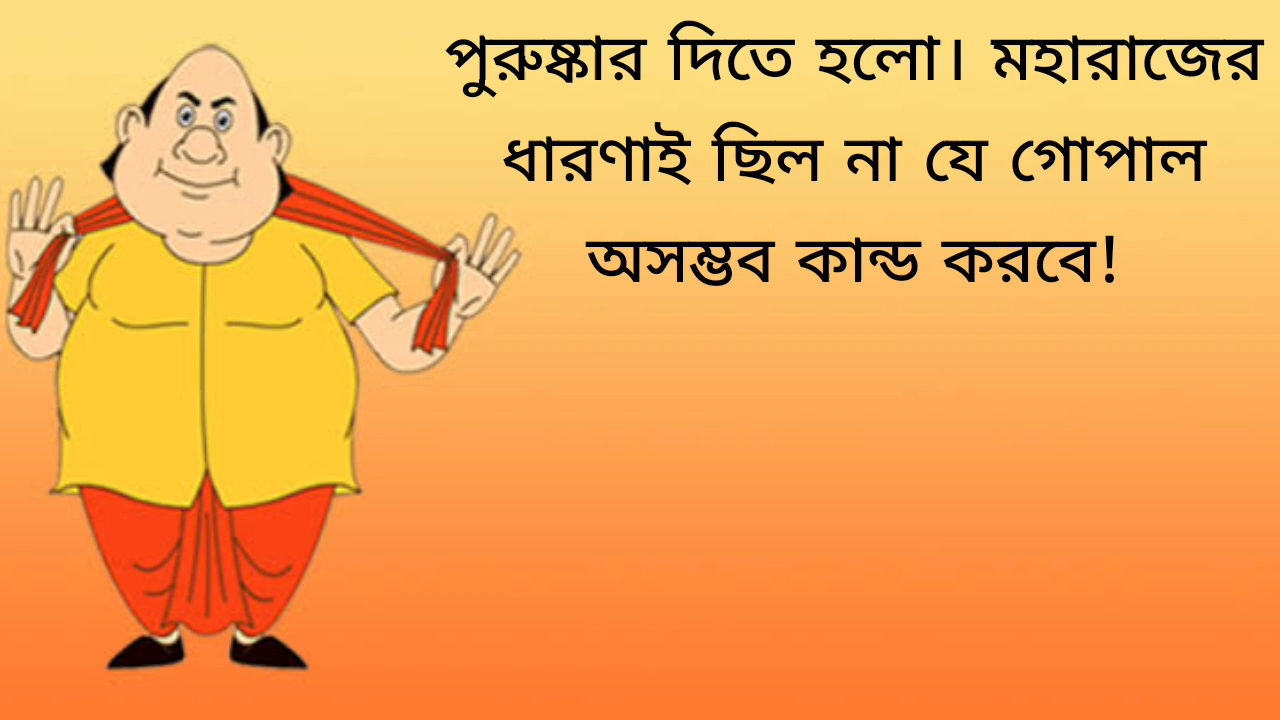 পুরুষ্কার দিতে হলো। মহারাজের
ধারণাই ছিল না যে গোপাল
অসম্ভব কান্ড করবে!